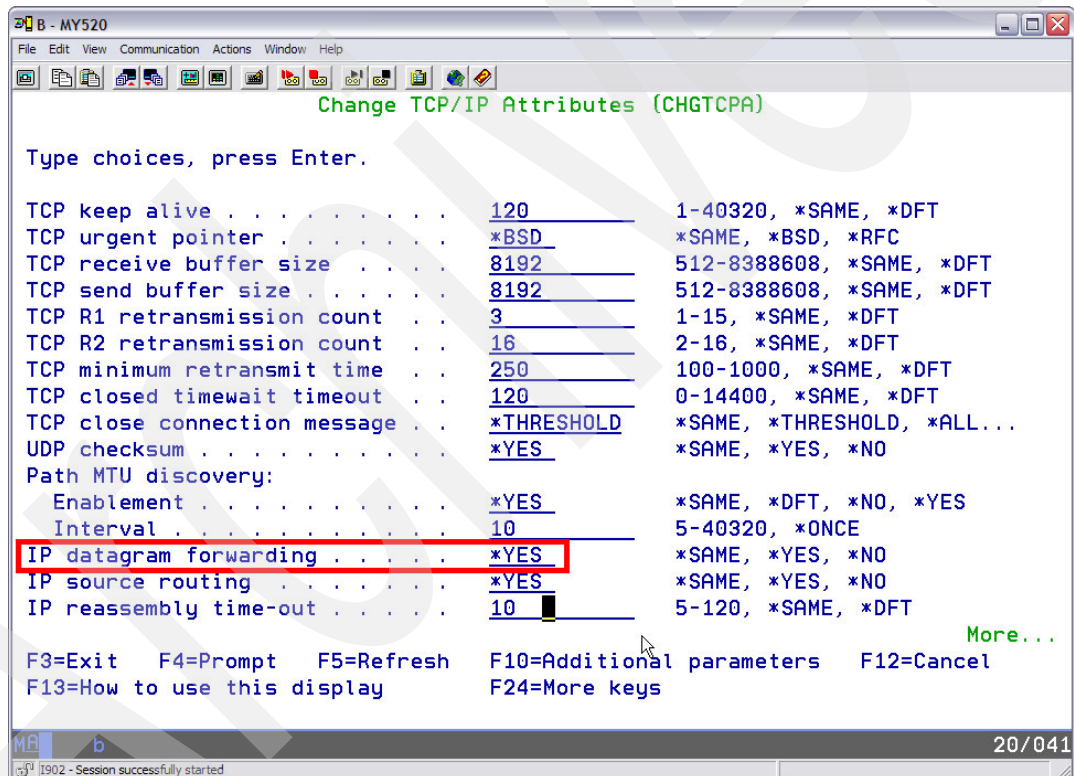 B - MY520
File Edit View Communication Actions Window Help
Change TCP/IP Attributes (CHGTCPA)
Type choices, press Enter.
TCP keep alive . . . . . . . . . 120 1-40320, *SAME, *DFT
TCP urgent pointer . . . . . . . *BSD *SAME, *BSD, *RFC
TCP receive buffer size . . . . 8192 512-8388608, *SAME, *DFT
TCP send buffer size . . . . . . 8192 512-8388608, *SAME, *DFT
TCP R1 retransmission count . . 3 1-15, *SAME, *DFT
TCP R2 retransmission count . . 16 2-16, *SAME, *DFT
TCP minimum retransmit time . . 250 100-1000, *SAME, *DFT
TCP closed timewait timeout . . 120 0-14400, *SAME, *DFT
TCP close connection message . . *THRESHOLD *SAME, *THRESHOLD, *ALL...
UDP checksum . . . . . . . . . . *YES *SAME, *YES, *NO
Path MTU discovery:
Enablement . . . . . . . . . . *YES *SAME, *DFT, *NO, *YES
Interval . . . . . . . . . . . 10 5-40320, *ONCE
IP datagram forwarding . . . . . *YES *SAME, *YES, *NO
IP source routing . . . . . . . *YES *SAME, *YES, *NO
IP reassembly time-out . . . . . 10 5-120, *SAME, *DFT
More...
F3=Exit F4=Prompt F5=Refresh F10=Additional parameters F12=Cancel
F13=How to use this display F24=More keys
MA b 20/041
I902 - Session successfully started